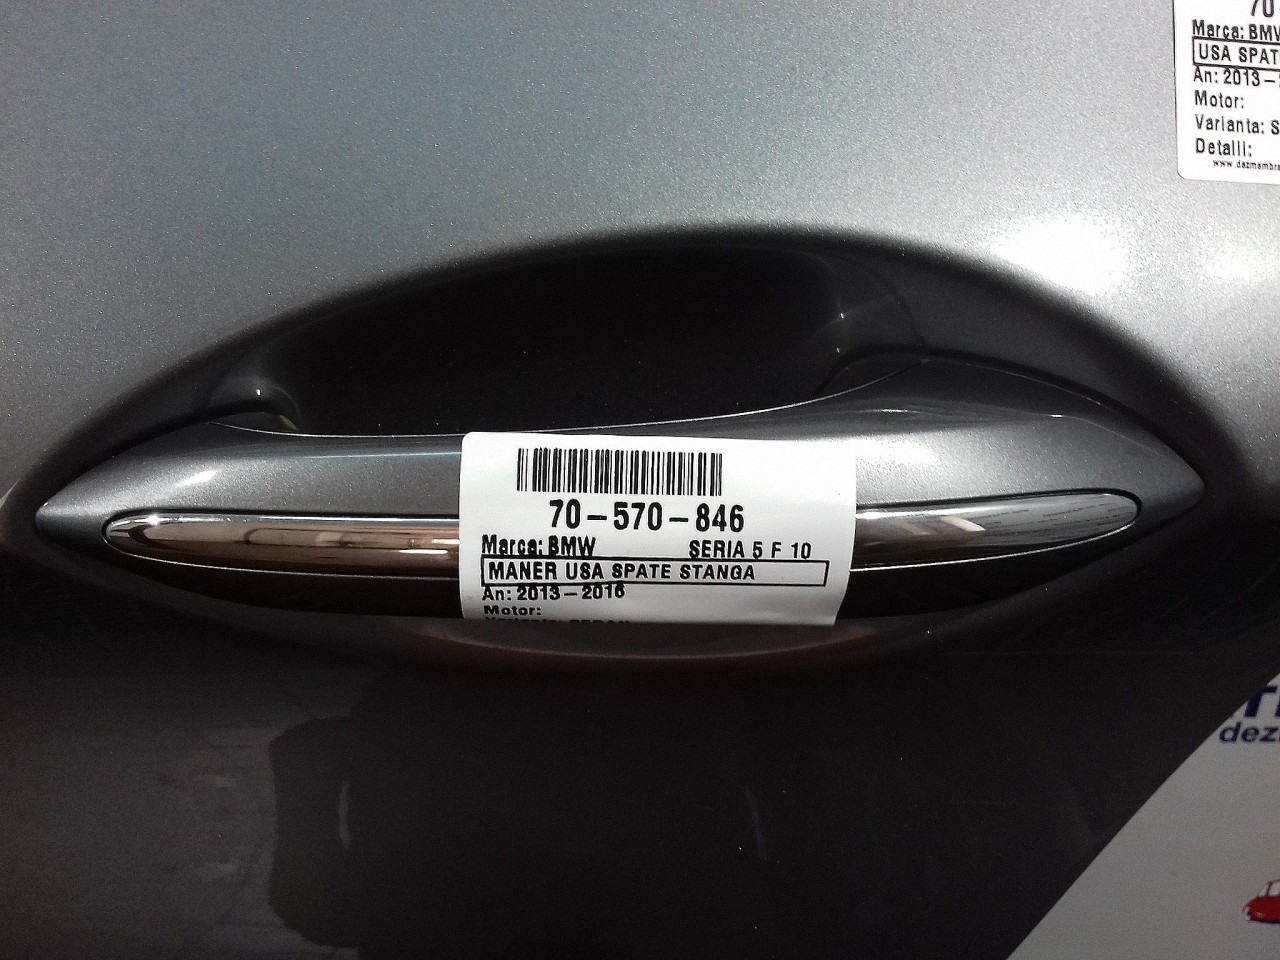 70-570-846
Marca: BMW SERIA 5 F 10
MANER USA SPATE STANGA
An: 2013-2016
Motor:
70-
Marca: BMW
USA SPAT
An: 2013-
Motor:
Varianta: S
Detalii: